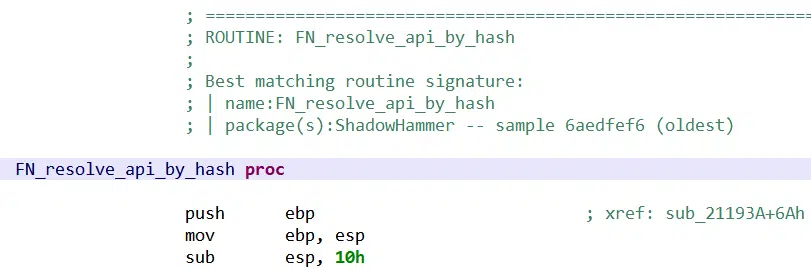 ; =============================================================
; ROUTINE: FN_resolve_api_by_hash
;
; Best matching routine signature:
; | name:FN_resolve_api_by_hash
; | package(s):ShadowHammer -- sample 6aedfef6 (oldest)
FN_resolve_api_by_hash proc
push ebp ; xref: sub_21193A+6Ah
mov ebp, esp
sub esp, 10h